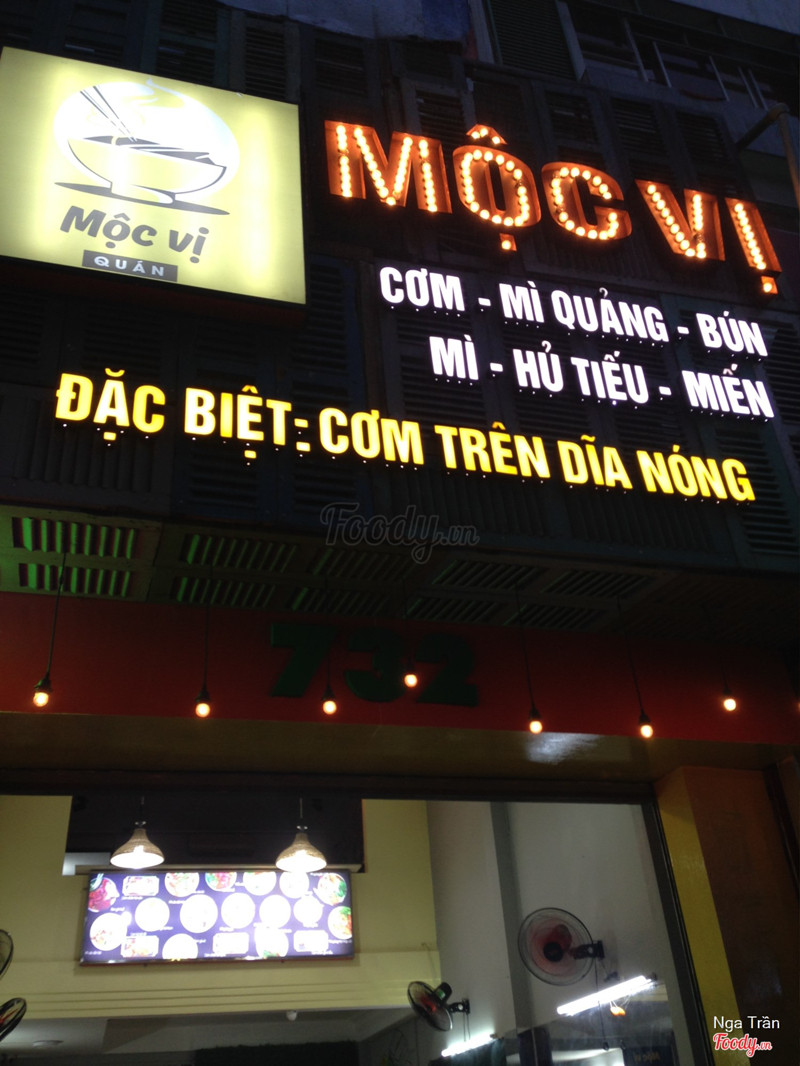 Mộc vị
QUÁN
MỘC VỊ
CƠM - MÌ QUẢNG - BÚN
MÌ - HỦ TIẾU - MIẾN
ĐẶC BIỆT: CƠM TRÊN DĨA NÓNG
Foody.vn
732
Nga Trần
Foody.vn